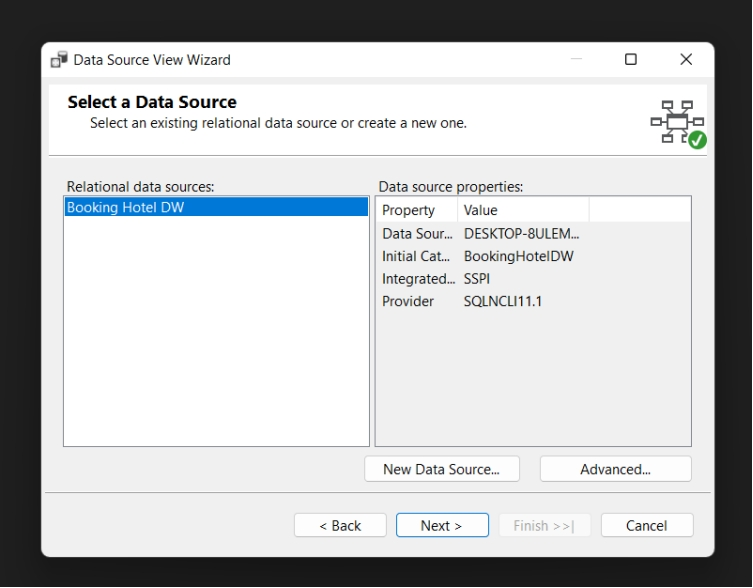 Data Source View Wizard
Select a Data Source
Select an existing relational data source or create a new one.
Relational data sources:
Booking Hotel DW
Data source properties:
Property Value
Data Sour... DESKTOP-8ULEM...
Initial Cat... BookingHotelDW
Integrated... SSPI
Provider SQLNCLI11.1
New Data Source... Advanced...
< Back Next > Finish >>| Cancel